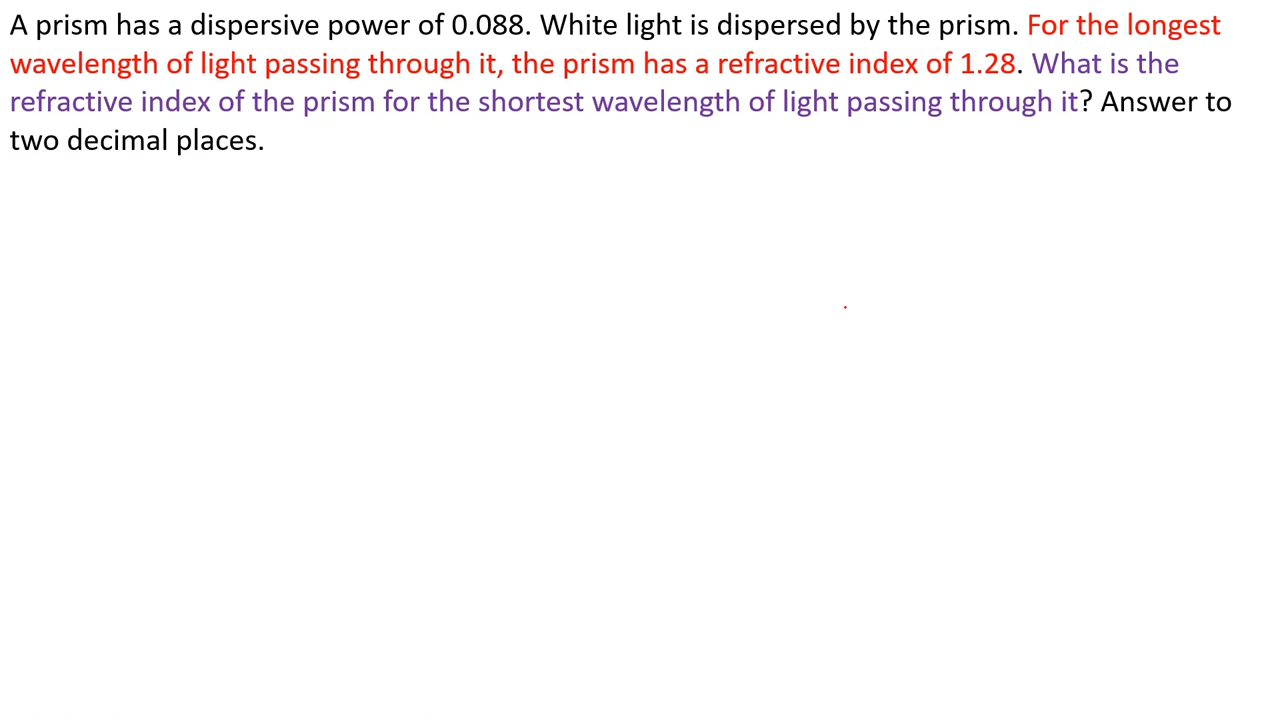 A prism has a dispersive power of 0.088. White light is dispersed by the prism. For the longest
wavelength of light passing through it, the prism has a refractive index of 1.28. What is the
refractive index of the prism for the shortest wavelength of light passing through it? Answer to
two decimal places.